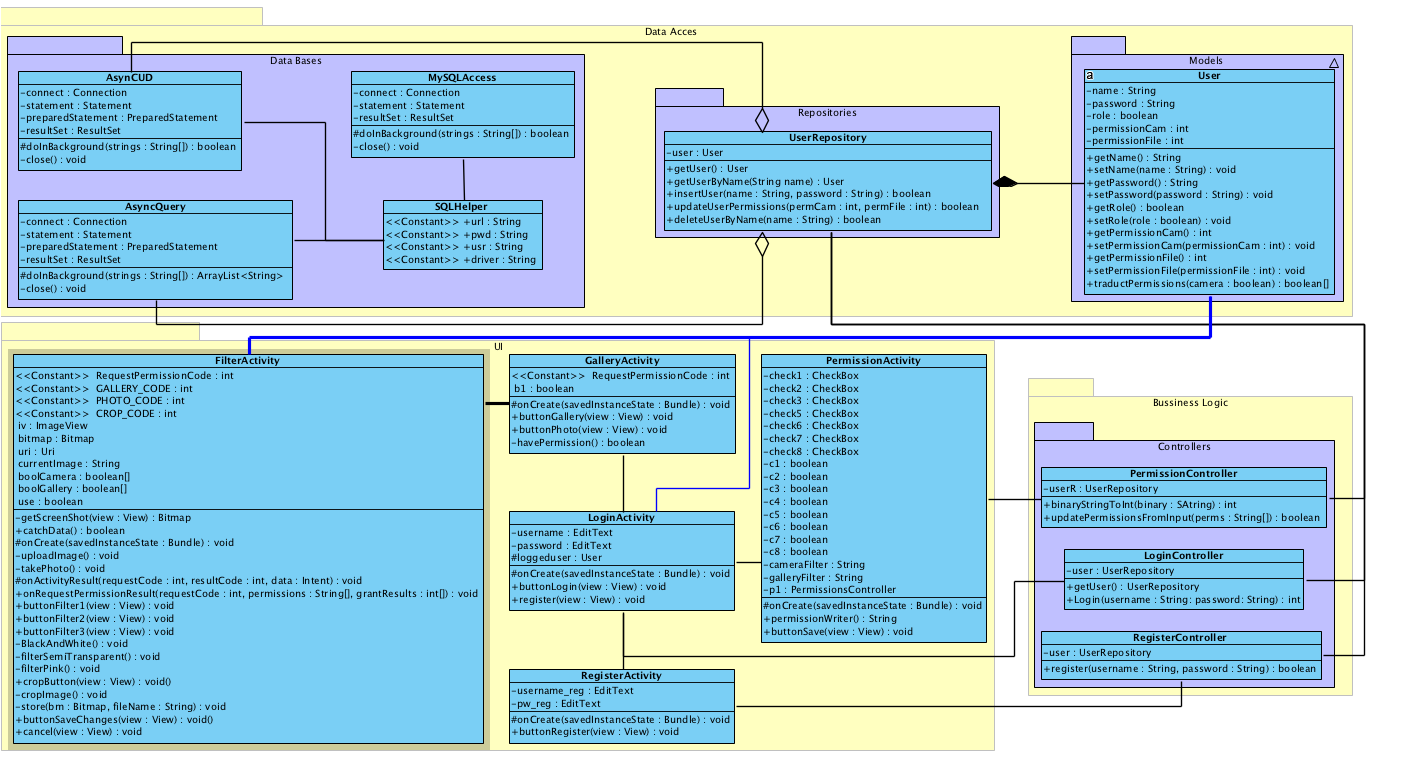 Data Acces
Data Bases
AsynCUD
-connect : Connection
-statement : Statement
-preparedStatement : PreparedStatement
-resultSet : ResultSet
#doInBackground(strings : String[]) : boolean
-close() : void
MySQLAccess
-connect : Connection
-statement : Statement
-resultSet : ResultSet
#doInBackground(strings : String[]) : boolean
-close() : void
AsyncQuery
-connect : Connection
-statement : Statement
-preparedStatement : PreparedStatement
-resultSet : ResultSet
#doInBackground(strings : String[]) : ArrayList<String>
-close() : void
SQLHelper
<<Constant>> +url : String
<<Constant>> +pwd : String
<<Constant>> +usr : String
<<Constant>> +driver : String
Repositories
UserRepository
-user : User
+getUser() : User
+getUserByName(String name) : User
+insertUser(name : String, password : String) : boolean
+updateUserPermissions(permCam : int, permFile : int) : boolean
+deleteUserByName(name : String) : boolean
Models
a
User
-name : String
-password : String
-role : boolean
-permissionCam : int
-permissionFile : int
+getName() : String
+setName(name : String) : void
+getPassword() : String
+setPassword(password : String) : void
+getRole() : boolean
+setRole(role : boolean) : void
+getPermissionCam() : int
+setPermissionCam(permissionCam : int) : void
+getPermissionFile() : int
+setPermissionFile(permissionFile : int) : void
+traductPermissions(camera : boolean) : boolean[]
UI
FilterActivity
<<Constant>> RequestPermissionCode : int
<<Constant>> GALLERY_CODE : int
<<Constant>> PHOTO_CODE : int
<<Constant>> CROP_CODE : int
iv : ImageView
bitmap : Bitmap
uri : Uri
currentImage : String
boolCamera : boolean[]
boolGallery : boolean[]
use : boolean
-getScreenShot(view : View) : Bitmap
+catchData() : boolean
#onCreate(savedInstanceState : Bundle) : void
-uploadImage() : void
-takePhoto() : void
#onActivityResult(requestCode : int, resultCode : int, data : Intent) : void
+onRequestPermissionResult(requestCode : int, permissions : String[], grantResults : int[]) : void
+buttonFilter1(view : View) : void
+buttonFilter2(view : View) : void
+buttonFilter3(view : View) : void
-BlackAndWhite() : void
-filterSemiTransparent() : void
-filterPink() : void
+cropButton(view : View) : void()
-cropImage() : void
-store(bm : Bitmap, fileName : String) : void
+buttonSaveChanges(view : View) : void()
+cancel(view : View) : void
GalleryActivity
<<Constant>> RequestPermissionCode : int
b1 : boolean
#onCreate(savedInstanceState : Bundle) : void
+buttonGallery(view : View) : void
+buttonPhoto(view : View) : void
-havePermission() : boolean
LoginActivity
-username : EditText
-password : EditText
#loggeduser : User
#onCreate(savedInstanceState : Bundle) : void
+buttonLogin(view : View) : void
+register(view : View) : void
RegisterActivity
-username_reg : EditText
-pw_reg : EditText
#onCreate(savedInstanceState : Bundle) : void
+buttonRegister(view : View) : void
PermissionActivity
-check1 : CheckBox
-check2 : CheckBox
-check3 : CheckBox
-check5 : CheckBox
-check6 : CheckBox
-check7 : CheckBox
-check8 : CheckBox
-c1 : boolean
-c2 : boolean
-c3 : boolean
-c4 : boolean
-c5 : boolean
-c6 : boolean
-c7 : boolean
-c8 : boolean
-cameraFilter : String
-galleryFilter : String
-p1 : PermissionsController
#onCreate(savedInstanceState : Bundle) : void
+permissionWriter() : String
+buttonSave(view : View) : void
Bussiness Logic
Controllers
PermissionController
-userR : UserRepository
+binaryStringToInt(binary : SAtring) : int
+updatePermissionsFromInput(perms : String[]) : boolean
LoginController
-user : UserRepository
+getUser() : UserRepository
+Login(username : String: password: String) : int
RegisterController
-user : UserRepository
+register(username : String, password : String) : boolean